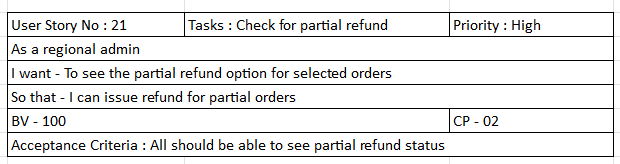 User Story No : 21 Tasks : Check for partial refund Priority : High
As a regional admin
I want - To see the partial refund option for selected orders
So that - I can issue refund for partial orders
BV - 100 CP - 02
Acceptance Criteria : All should be able to see partial refund status